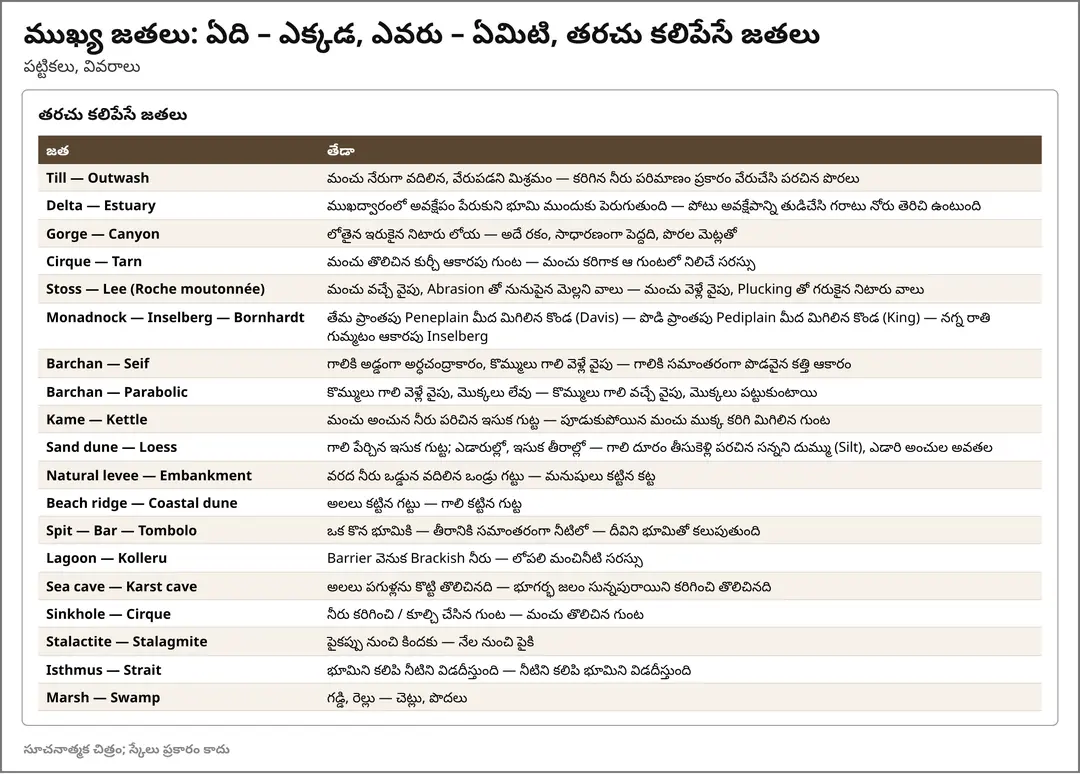 ముఖ్య జతలు: ఏది – ఎక్కడ, ఎవరు – ఏమిటి, తరచు కలిపేసే జతలు
పట్టికలు, వివరాలు
తరచు కలిపేసే జతలు
జత తేడా
Till — Outwash మంచు నేరుగా వదిలిన, వేరుపడని మిశ్రమం — కరిగిన నీరు పరిమాణం ప్రకారం వేరుచేసి పరచిన పొరలు
Delta — Estuary ముఖద్వారంలో అవక్షేపం పేరుకుని భూమి ముందుకు పెరుగుతుంది — పోటు అవక్షేపాన్ని తుడిచేసి గరాటు నోరు తెరిచి ఉంటుంది
Gorge — Canyon లోతైన ఇరుకైన నిటారు లోయ — అదే రకం, సాధారణంగా పెద్దది, పొరల మెట్లతో
Cirque — Tarn మంచు తొలిచిన కుర్చీ ఆకారపు గుంట — మంచు కరిగాక ఆ గుంటలో నిలిచే సరస్సు
Stoss — Lee (Roche moutonnée) మంచు వచ్చే వైపు, Abrasion తో నునుపైన మెల్లని వాలు — మంచు వెళ్లే వైపు, Plucking తో గరుకైన నిటారు వాలు
Monadnock — Inselberg — Bornhardt తేమ ప్రాంతపు Peneplain మీద మిగిలిన కొండ (Davis) — పొడి ప్రాంతపు Pediplain మీద మిగిలిన కొండ (King) — నగ్న రాతి
గుమ్మటం ఆకారపు Inselberg
Barchan — Seif గాలికి అడ్డంగా అర్ధచంద్రాకారం, కొమ్ములు గాలి వెళ్లే వైపు — గాలికి సమాంతరంగా పొడవైన కత్తి ఆకారం
Barchan — Parabolic కొమ్ములు గాలి వెళ్లే వైపు, మొక్కలు లేవు — కొమ్ములు గాలి వచ్చే వైపు, మొక్కలు పట్టుకుంటాయి
Kame — Kettle మంచు అంచున నీరు పరిచిన ఇసుక గుట్ట — పూడుకుపోయిన మంచు ముక్క కరిగి మిగిలిన గుంట
Sand dune — Loess గాలి పేర్చిన ఇసుక గుట్ట; ఎడారుల్లో, ఇసుక తీరాల్లో — గాలి దూరం తీసుకెళ్లి పరచిన సన్నని దుమ్ము (Silt), ఎడారి అంచుల అవతల
Natural levee — Embankment వరద నీరు ఒడ్డున వదిలిన ఒండ్రు గట్టు — మనుషులు కట్టిన కట్ట
Beach ridge — Coastal dune అలలు కట్టిన గట్టు — గాలి కట్టిన గుట్ట
Spit — Bar — Tombolo ఒక కొన భూమికి — తీరానికి సమాంతరంగా నీటిలో — దీవిని భూమితో కలుపుతుంది
Lagoon — Kolleru Barrier వెనుక Brackish నీరు — లోపలి మంచినీటి సరస్సు
Sea cave — Karst cave అలలు పగుళ్లను కొట్టి తొలిచినది — భూగర్భ జలం సున్నపురాయిని కరిగించి తొలిచినది
Sinkhole — Cirque నీరు కరిగించి / కూల్చి చేసిన గుంట — మంచు తొలిచిన గుంట
Stalactite — Stalagmite పైకప్పు నుంచి కిందకు — నేల నుంచి పైకి
Isthmus — Strait భూమిని కలిపి నీటిని విడదీస్తుంది — నీటిని కలిపి భూమిని విడదీస్తుంది
Marsh — Swamp గడ్డి, రెల్లు — చెట్లు, పొదలు
సూచనాత్మక చిత్రం; స్కేలు ప్రకారం కాదు